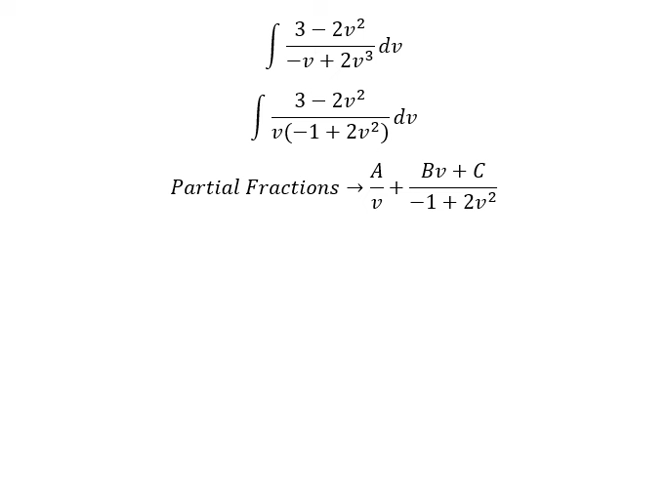 ∫ (3 − 2v²)/(−v + 2v³) dv
∫ (3 − 2v²)/(v(−1 + 2v²)) dv
Partial Fractions → A/v + (Bv + C)/(−1 + 2v²)